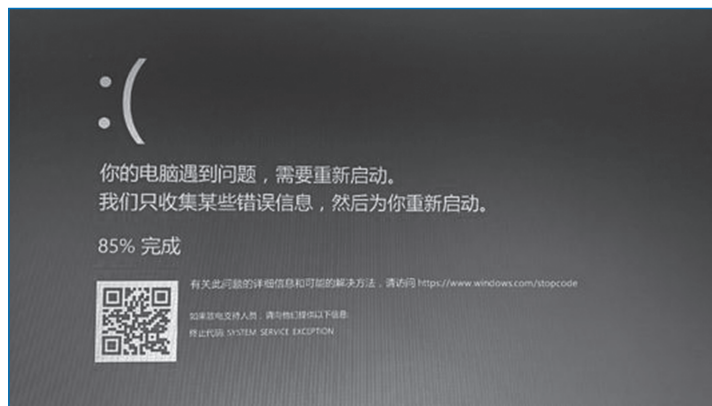 :(
你的电脑遇到问题，需要重新启动。
我们只收集某些错误信息，然后为你重新启动。
85% 完成
有关此问题的详细信息和可能的解决方法，请访问 https://www.windows.com/stopcode
如果致电支持人员，请向他们提供以下信息:
终止代码: SYSTEM SERVICE EXCEPTION